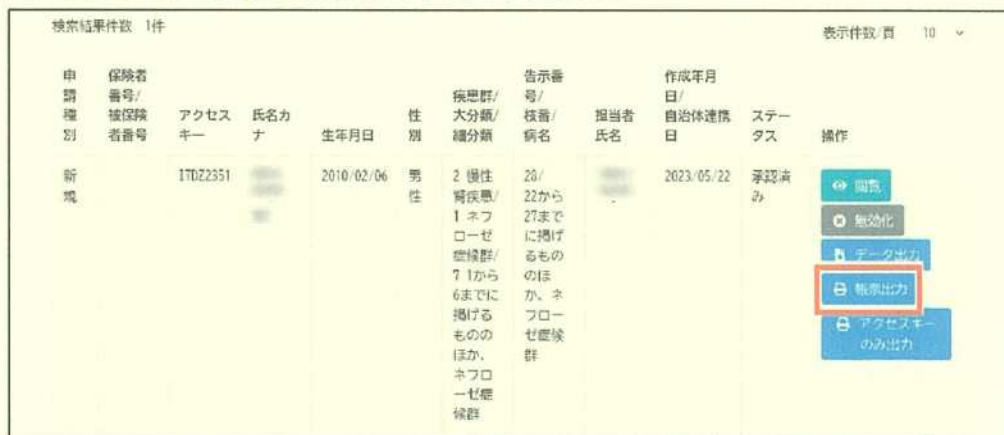 検索結果件数 1件
表示件数/頁 10
申請種別
保険者番号/被保険者番号
アクセスキー
氏名カナ
生年月日
性別
疾患群/大分類/細分類
告示番号/枝番/病名
担当者氏名
作成年月日/自治体連携日
ステータス
操作
新規
ITDZ2351
2010/02/06
男性
2 慢性腎疾患/1 ネフローゼ症候群/7 1から6までに掲げるもののほか、ネフローゼ症候群
28/22から27までに掲げるもののほか、ネフローゼ症候群
2023/05/22
承認済み
閲覧
無効化
データ出力
帳票出力
アクセスキーのみ出力